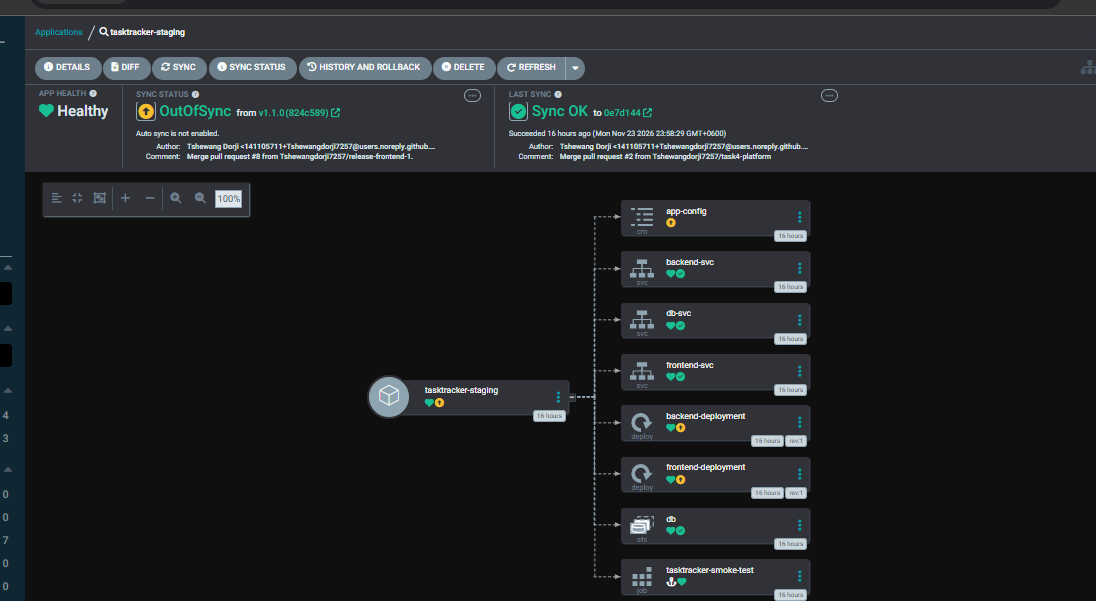 Applications / tasktracker-staging
DETAILS DIFF SYNC SYNC STATUS HISTORY AND ROLLBACK DELETE REFRESH
APP HEALTH
Healthy
SYNC STATUS
OutOfSync from v1.1.0 (824c589)
Auto sync is not enabled.
Author: Tshewang Dorji <141105711+Tshewangdorji7257@users.noreply.github....
Comment: Merge pull request #8 from Tshewangdorji7257/release-frontend-1.
LAST SYNC
Sync OK to 0e7d144
Succeeded 16 hours ago (Mon Nov 23 2026 23:58:29 GMT+0600)
Author: Tshewang Dorji <141105711+Tshewangdorji7257@users.noreply.github....
Comment: Merge pull request #2 from Tshewangdorji7257/task4-platform
100%
tasktracker-staging
16 hours
app-config
cm
16 hours
backend-svc
svc
16 hours
db-svc
svc
16 hours
frontend-svc
svc
16 hours
backend-deployment
deploy
16 hours rev:1
frontend-deployment
deploy
16 hours rev:1
db
sts
16 hours
tasktracker-smoke-test
job
16 hours
4
3
0
0
7
0
0